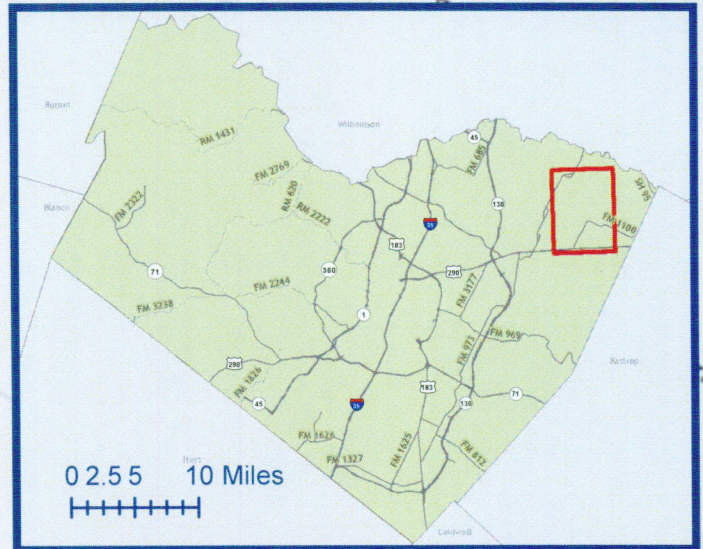 Burnet
Williamson
RM 1431
45
FM 685
FM 2769
SH 95
Blanco
FM 2322
RM 620
RM 2222
130
FM 1100
35
183
71
360
290
FM 3177
FM 2244
FM 3238
1
FM 969
FM 973
Bastrop
290
FM 1826
183
71
45
130
35
FM 1626
FM 1625
FM 812
Hays
FM 1327
0 2.5 5 10 Miles
Caldwell